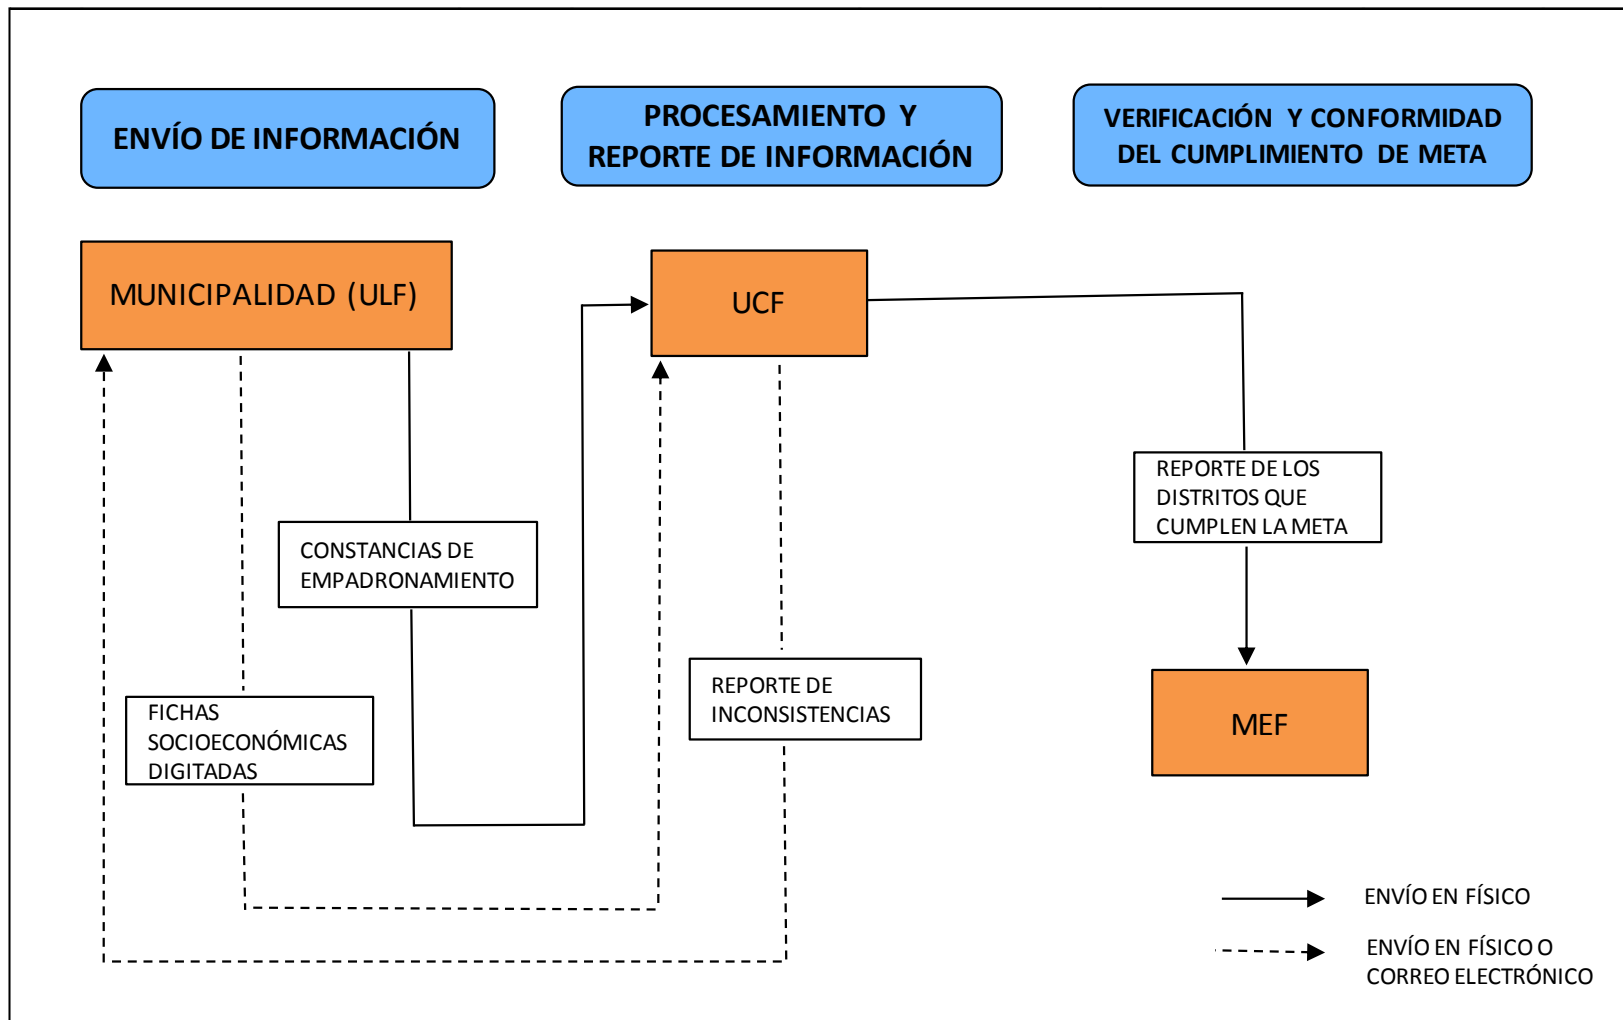 ENVÍO DE INFORMACIÓN
PROCESAMIENTO Y
REPORTE DE INFORMACIÓN
VERIFICACIÓN Y CONFORMIDAD
DEL CUMPLIMIENTO DE META
MUNICIPALIDAD (ULF)
UCF
REPORTE DE LOS
DISTRITOS QUE
CUMPLEN LA META
CONSTANCIAS DE
EMPADRONAMIENTO
REPORTE DE
INCONSISTENCIAS
FICHAS
SOCIOECONÓMICAS
DIGITADAS
MEF
ENVÍO EN FÍSICO
ENVÍO EN FÍSICO O
CORREO ELECTRÓNICO